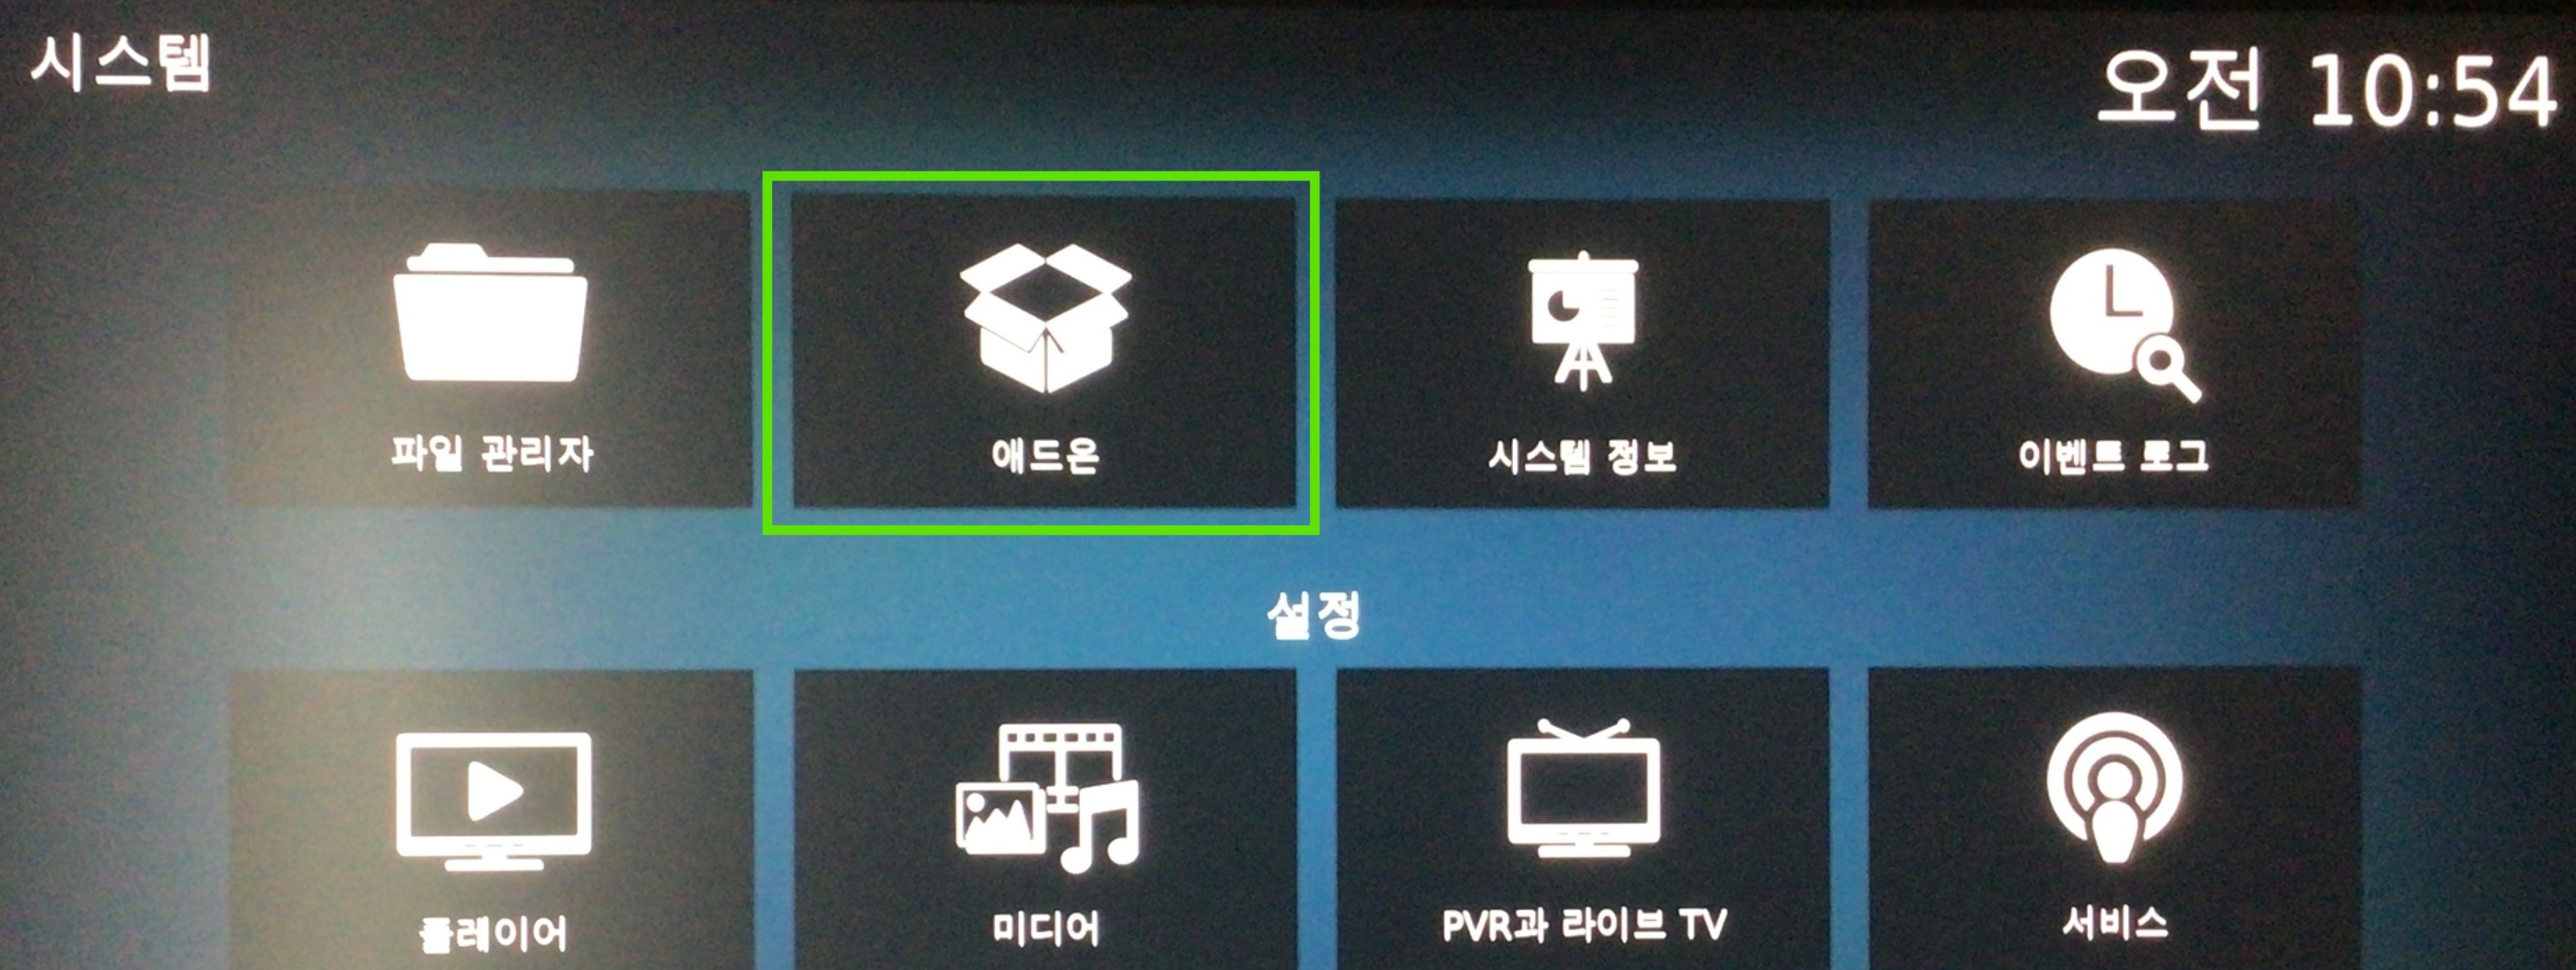 시스템
오전 10:54
파일 관리자
애드온
시스템 정보
이벤트 로그
설정
플레이어
미디어
PVR과 라이브 TV
서비스